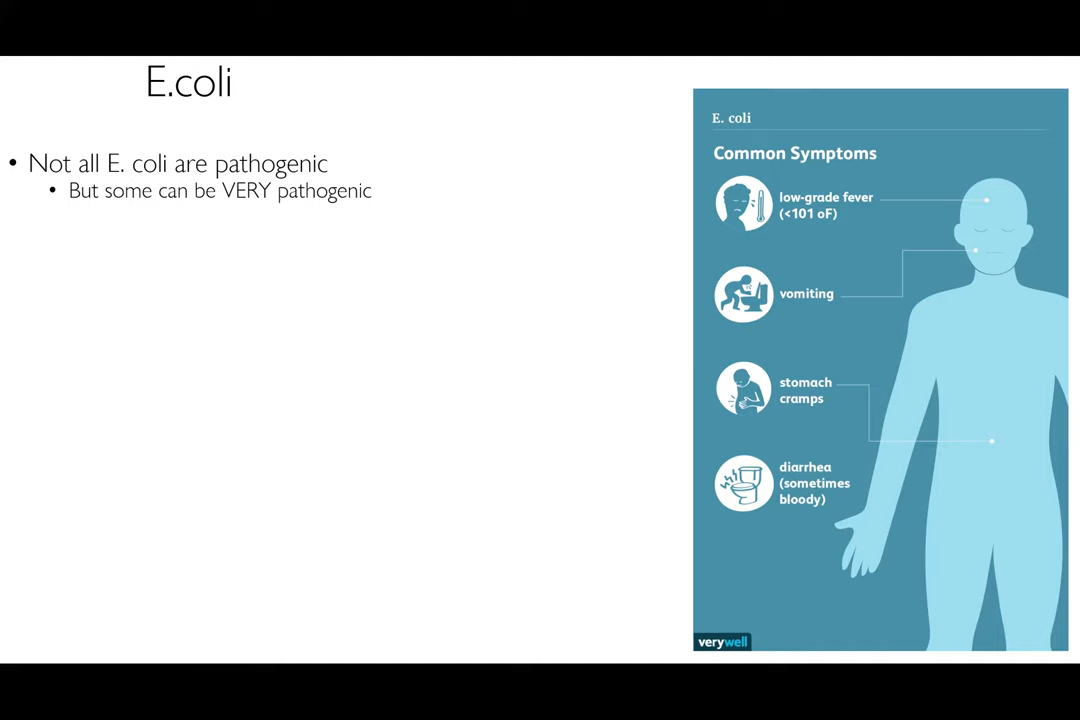 E.coli
• Not all E. coli are pathogenic
• But some can be VERY pathogenic
E. coli
Common Symptoms
low-grade fever
(<101 oF)
vomiting
stomach
cramps
diarrhea
(sometimes
bloody)
verywell